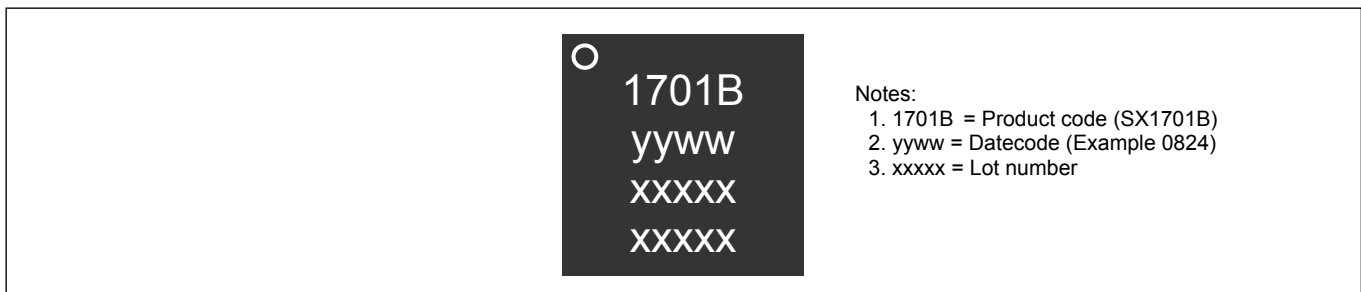 1701B
yyww
xxxxx
xxxxx
Notes:
1. 1701B = Product code (SX1701B)
2. yyww = Datecode (Example 0824)
3. xxxxx = Lot number